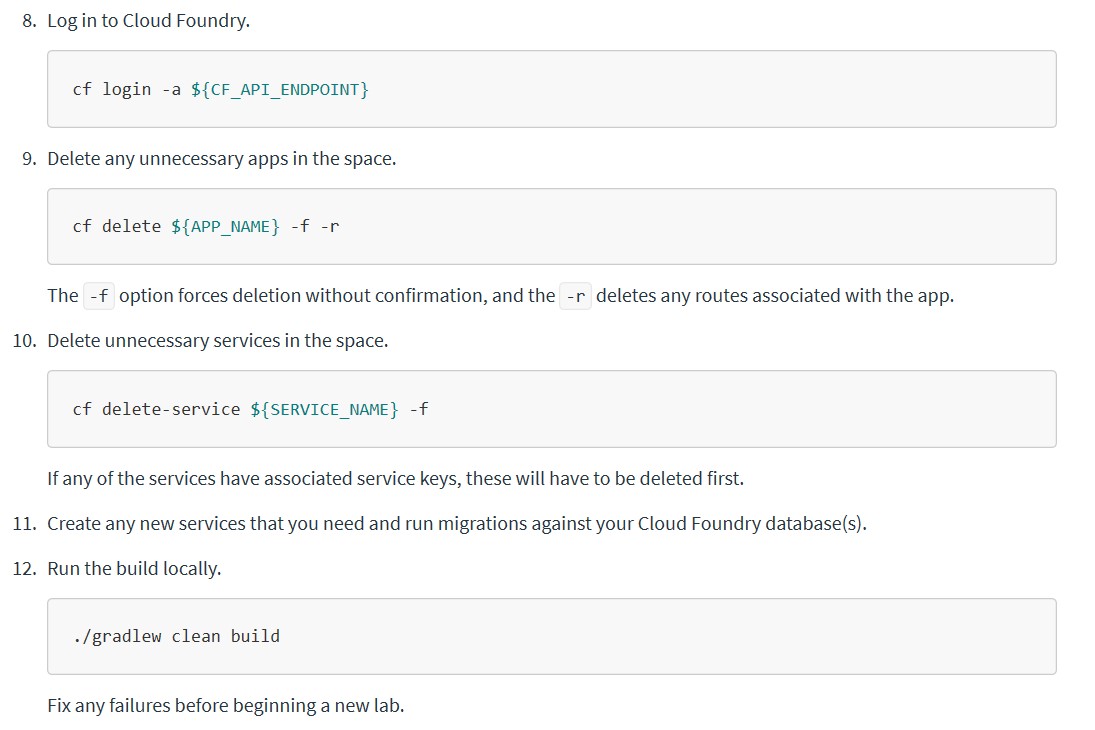 8. Log in to Cloud Foundry.
cf login -a ${CF_API_ENDPOINT}
9. Delete any unnecessary apps in the space.
cf delete ${APP_NAME} -f -r
The -f option forces deletion without confirmation, and the -r deletes any routes associated with the app.
10. Delete unnecessary services in the space.
cf delete-service ${SERVICE_NAME} -f
If any of the services have associated service keys, these will have to be deleted first.
11. Create any new services that you need and run migrations against your Cloud Foundry database(s).
12. Run the build locally.
./gradlew clean build
Fix any failures before beginning a new lab.